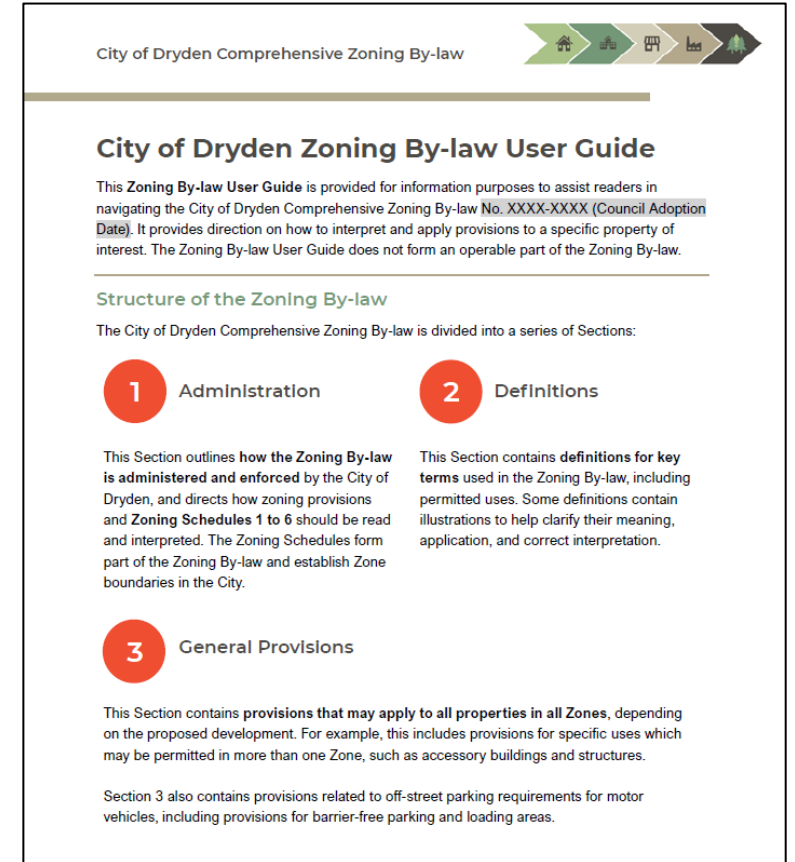 City of Dryden Comprehensive Zoning By-law
City of Dryden Zoning By-law User Guide
This Zoning By-law User Guide is provided for information purposes to assist readers in
navigating the City of Dryden Comprehensive Zoning By-law No. XXXX-XXXX (Council Adoption
Date). It provides direction on how to interpret and apply provisions to a specific property of
interest. The Zoning By-law User Guide does not form an operable part of the Zoning By-law.
Structure of the Zoning By-law
The City of Dryden Comprehensive Zoning By-law is divided into a series of Sections:
1 Administration
This Section outlines how the Zoning By-law
is administered and enforced by the City of
Dryden, and directs how zoning provisions
and Zoning Schedules 1 to 6 should be read
and interpreted. The Zoning Schedules form
part of the Zoning By-law and establish Zone
boundaries in the City.
2 Definitions
This Section contains definitions for key
terms used in the Zoning By-law, including
permitted uses. Some definitions contain
illustrations to help clarify their meaning,
application, and correct interpretation.
3 General Provisions
This Section contains provisions that may apply to all properties in all Zones, depending
on the proposed development. For example, this includes provisions for specific uses which
may be permitted in more than one Zone, such as accessory buildings and structures.
Section 3 also contains provisions related to off-street parking requirements for motor
vehicles, including provisions for barrier-free parking and loading areas.